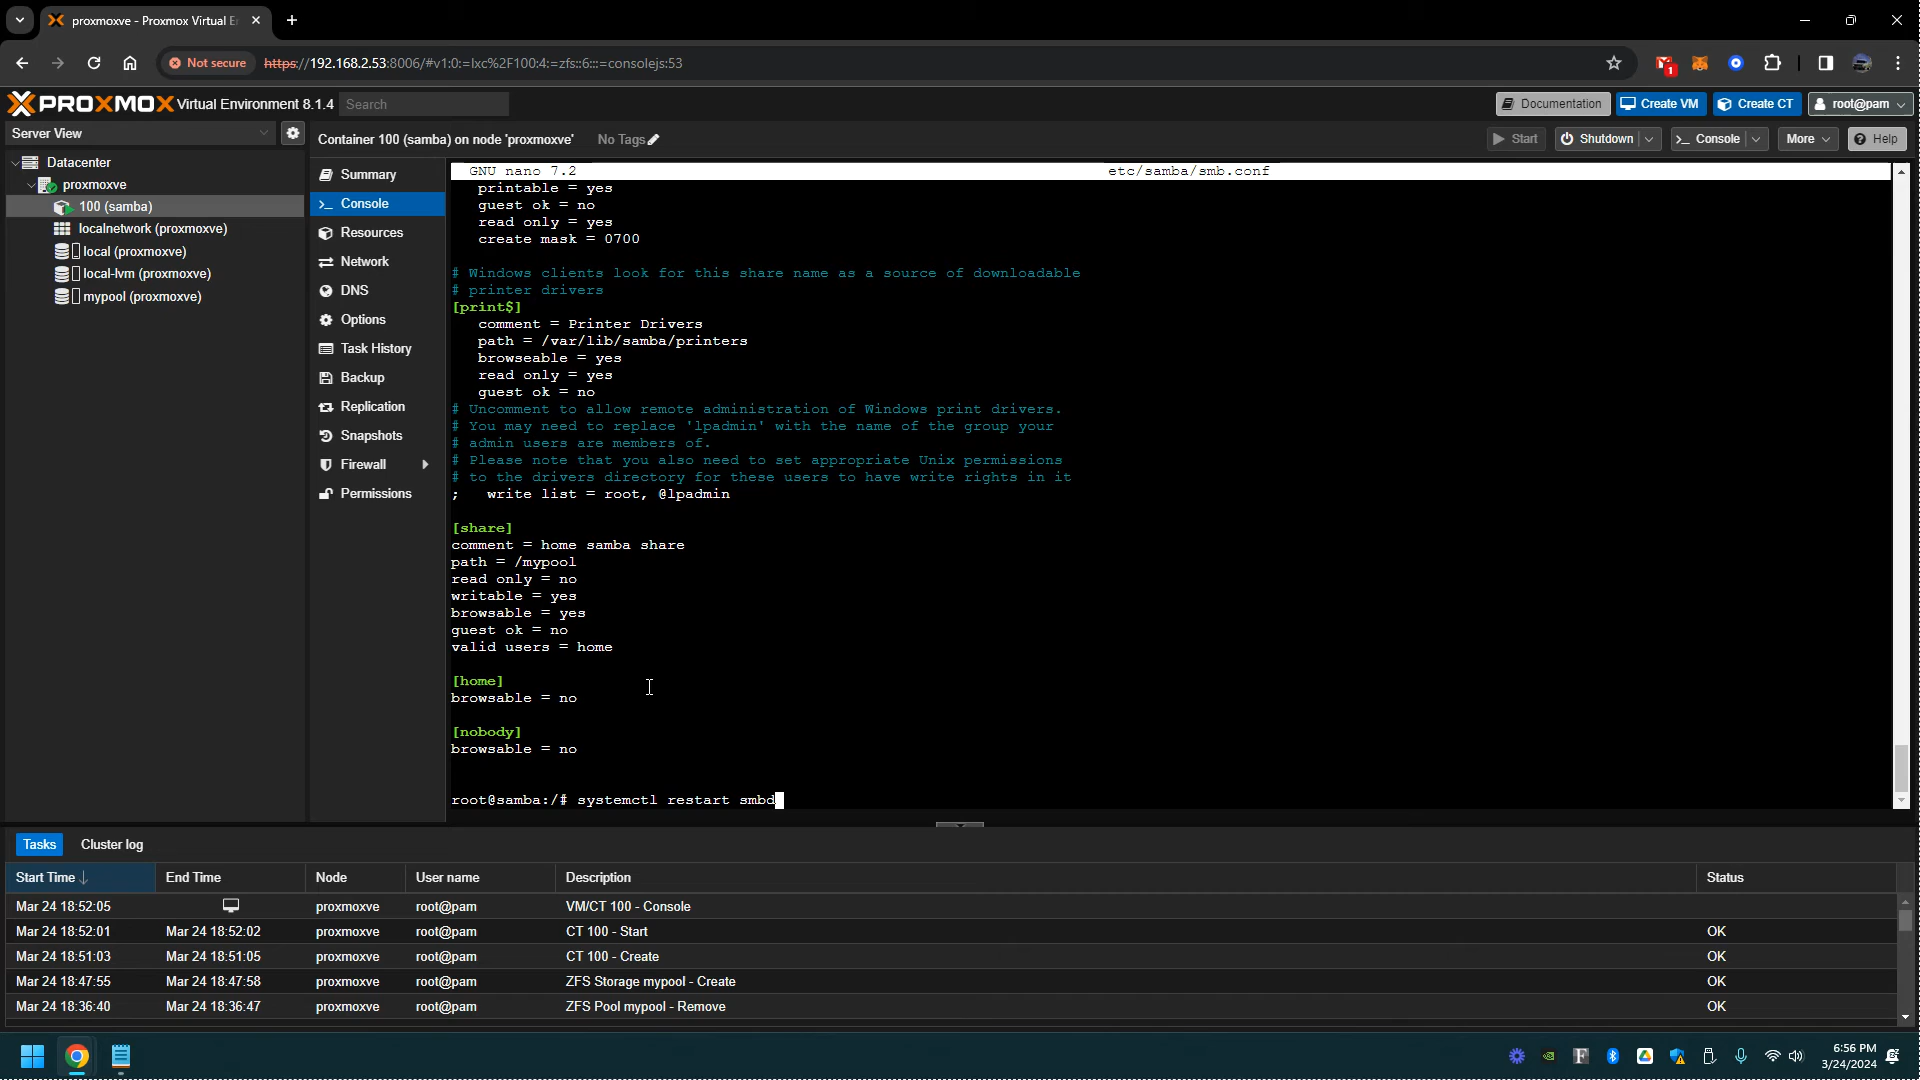 proxmoxve - Proxmox Virtual E
Not secure https://192.168.2.53:8006/#v1:0:=lxc%2F100:4:=zfs::6:::=consolejs:53
1
PROXMOX Virtual Environment 8.1.4 Search Documentation Create VM Create CT root@pam
Server View
Container 100 (samba) on node 'proxmoxve' No Tags Start Shutdown Console More Help
Datacenter
proxmoxve
100 (samba)
localnetwork (proxmoxve)
local (proxmoxve)
local-lvm (proxmoxve)
mypool (proxmoxve)
Summary
Console
Resources
Network
DNS
Options
Task History
Backup
Replication
Snapshots
Firewall
Permissions
GNU nano 7.2 etc/samba/smb.conf
printable = yes
guest ok = no
read only = yes
create mask = 0700
# Windows clients look for this share name as a source of downloadable
# printer drivers
[print$]
comment = Printer Drivers
path = /var/lib/samba/printers
browseable = yes
read only = yes
guest ok = no
# Uncomment to allow remote administration of Windows print drivers.
# You may need to replace 'lpadmin' with the name of the group your
# admin users are members of.
# Please note that you also need to set appropriate Unix permissions
# to the drivers directory for these users to have write rights in it
; write list = root, @lpadmin
[share]
comment = home samba share
path = /mypool
read only = no
writable = yes
browsable = yes
guest ok = no
valid users = home
[home]
browsable = no
[nobody]
browsable = no
root@samba:/# systemctl restart smbd
Tasks Cluster log
Start Time End Time Node User name Description Status
Mar 24 18:52:05 proxmoxve root@pam VM/CT 100 - Console
Mar 24 18:52:01 Mar 24 18:52:02 proxmoxve root@pam CT 100 - Start OK
Mar 24 18:51:03 Mar 24 18:51:05 proxmoxve root@pam CT 100 - Create OK
Mar 24 18:47:55 Mar 24 18:47:58 proxmoxve root@pam ZFS Storage mypool - Create OK
Mar 24 18:36:40 Mar 24 18:36:47 proxmoxve root@pam ZFS Pool mypool - Remove OK
6:56 PM
3/24/2024